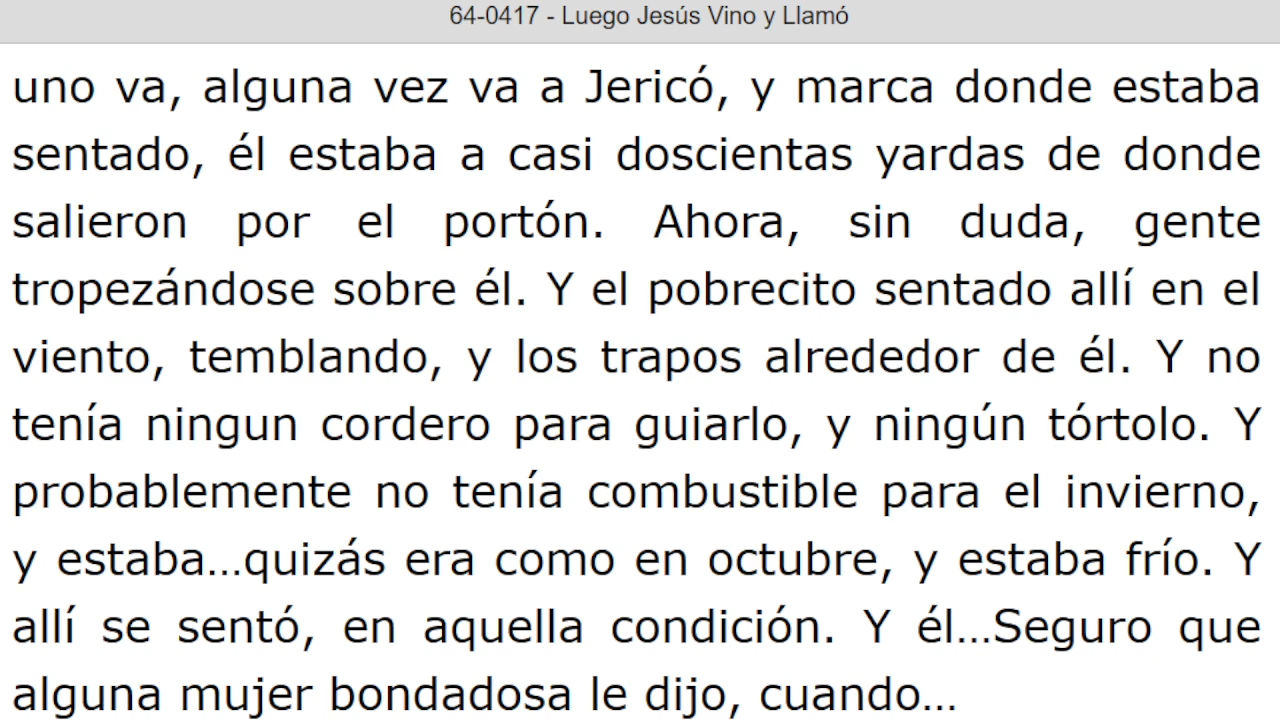 64-0417 - Luego Jesús Vino y Llamó
uno va, alguna vez va a Jericó, y marca donde estaba
sentado, él estaba a casi doscientas yardas de donde
salieron por el portón. Ahora, sin duda, gente
tropezándose sobre él. Y el pobrecito sentado allí en el
viento, temblando, y los trapos alrededor de él. Y no
tenía ningun cordero para guiarlo, y ningún tórtolo. Y
probablemente no tenía combustible para el invierno,
y estaba...quizás era como en octubre, y estaba frío. Y
allí se sentó, en aquella condición. Y él...Seguro que
alguna mujer bondadosa le dijo, cuando...